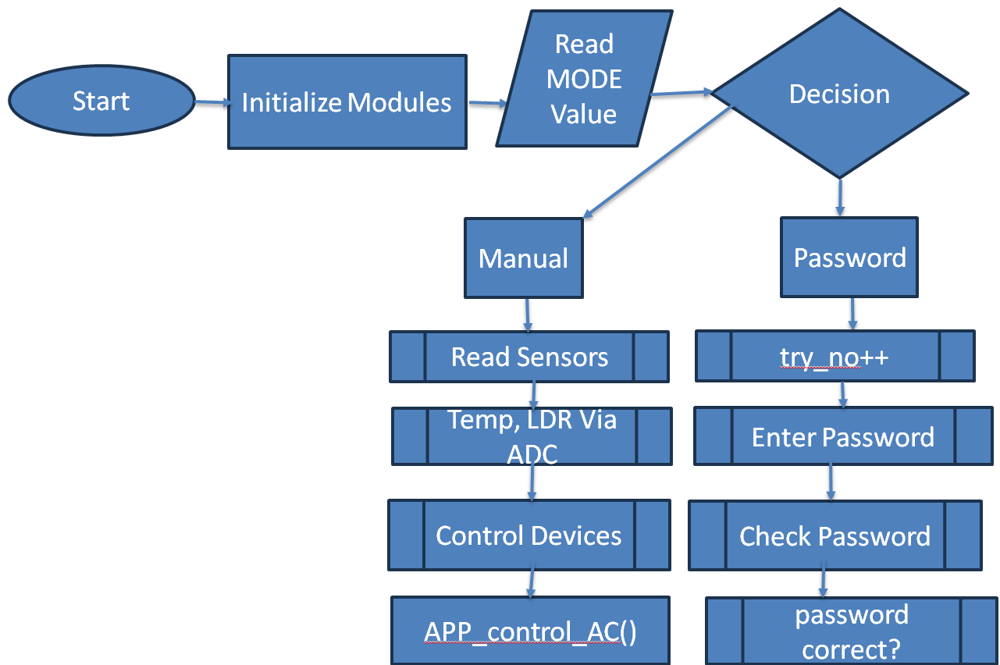 Start
Initialize Modules
Read
MODE
Value
Decision
Manual
Password
Read Sensors
try_no++
Temp, LDR Via
ADC
Enter Password
Control Devices
Check Password
APP_control_AC()
password
correct?